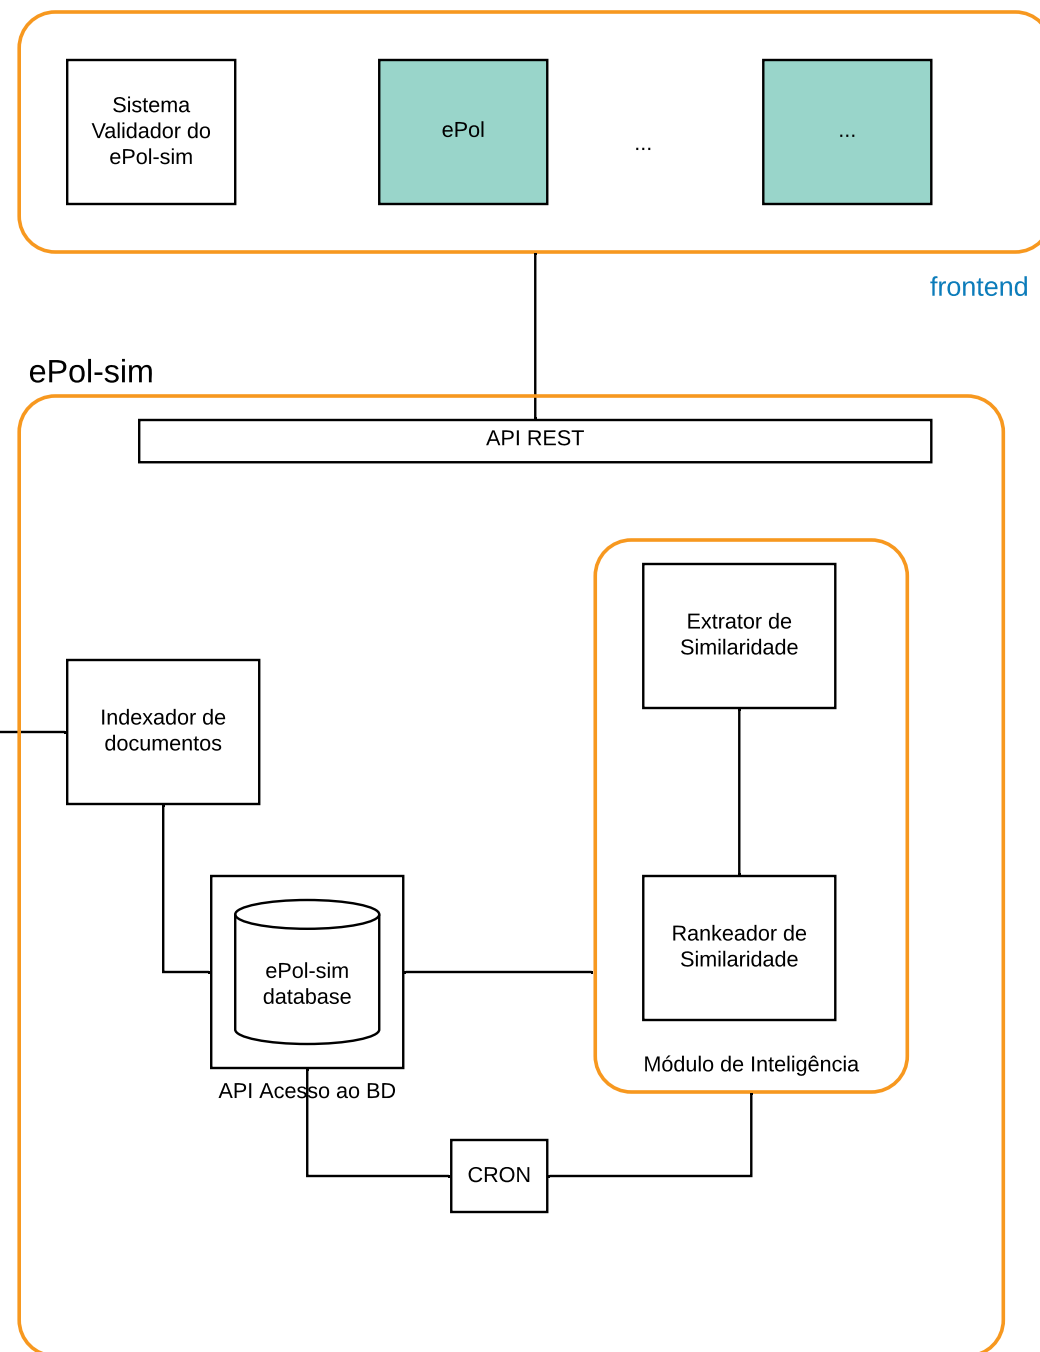 Sistema
Validador do
ePol-sim
ePol
...
...
frontend
ePol-sim
API REST
Extrator de
Similaridade
Indexador de
documentos
Rankeador de
Similaridade
ePol-sim
database
Módulo de Inteligência
API Acesso ao BD
CRON